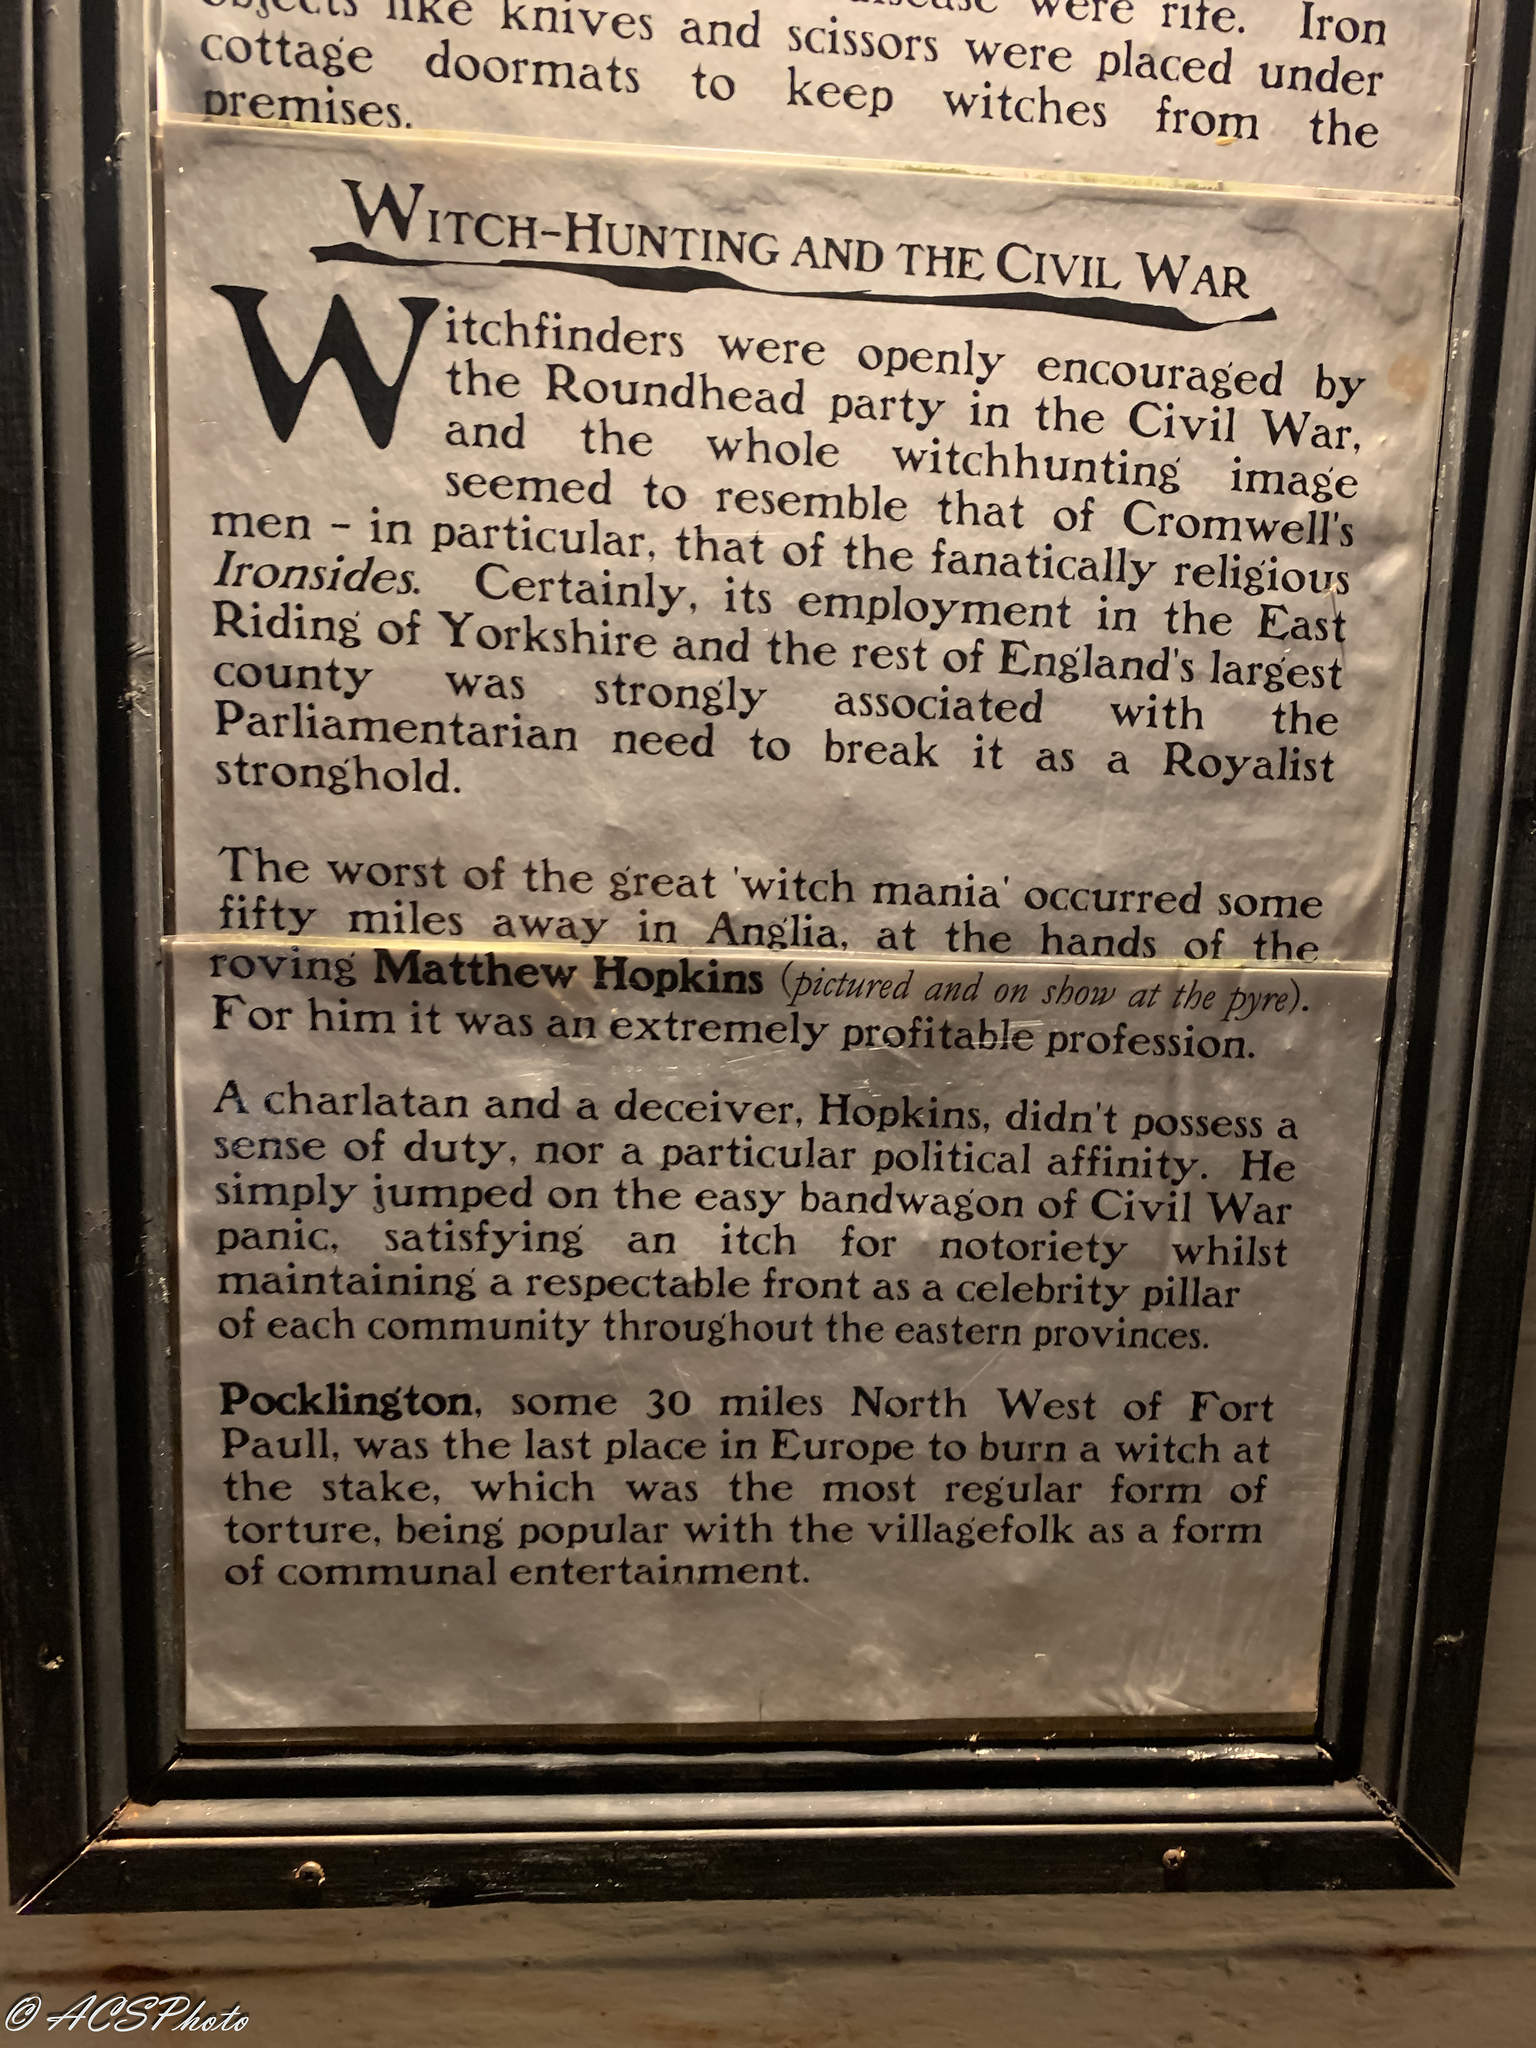 objects like knives and scissors were placed under
were rife. Iron
cottage doormats to keep witches from the
premises.
WITCH-HUNTING AND THE CIVIL WAR
Witchfinders were openly encouraged by
the Roundhead party in the Civil War,
and the whole witchhunting image
seemed to resemble that of Cromwell's
men - in particular, that of the fanatically religious
Ironsides. Certainly, its employment in the East
Riding of Yorkshire and the rest of England's largest
county was strongly associated with the
Parliamentarian need to break it as a Royalist
stronghold.
The worst of the great 'witch mania' occurred some
fifty miles away in Anglia, at the hands of the
roving Matthew Hopkins (pictured and on show at the pyre).
For him it was an extremely profitable profession.
A charlatan and a deceiver, Hopkins, didn't possess a
sense of duty, nor a particular political affinity. He
simply jumped on the easy bandwagon of Civil War
panic, satisfying an itch for notoriety whilst
maintaining a respectable front as a celebrity pillar
of each community throughout the eastern provinces.
Pocklington, some 30 miles North West of Fort
Paull, was the last place in Europe to burn a witch at
the stake, which was the most regular form of
torture, being popular with the villagefolk as a form
of communal entertainment.
© ACSPhoto